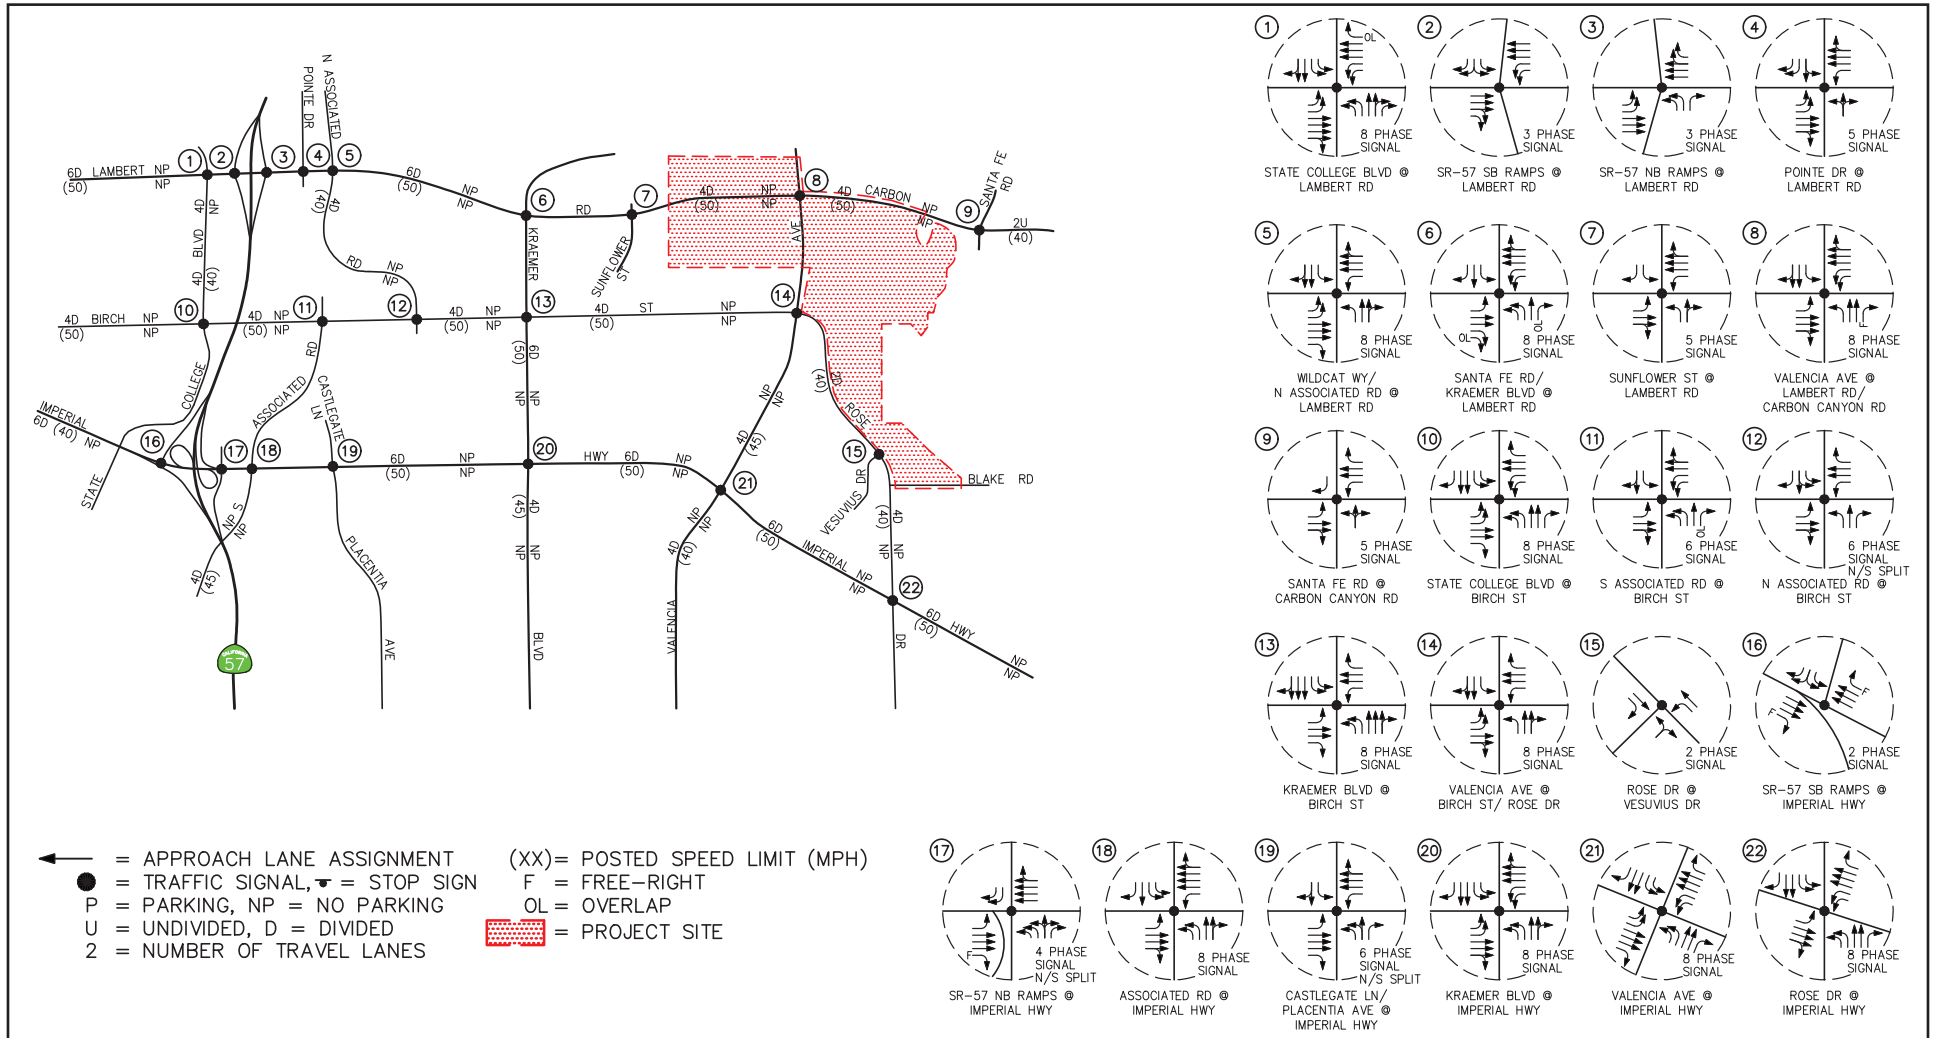 N ASSOCIATED
POINTE DR
1
2
3
4
5
6D LAMBERT NP
(50) NP
6D
(50)
NP
NP
4D
NP
BLVD
4D
(40)
4D
(40)
RD NP
NP
6
7
RD
KRAEMER
SUNFLOWER
ST
4D
(50)
NP
NP
8
4D
(50)
CARBON NP
NP
AVE
SANTA FE
RD
9
2U
(40)
10
11
12
13
14
4D BIRCH NP
(50) NP
4D NP
(50) NP
4D NP
(50) NP
4D
(50)
ST
NP
NP
COLLEGE
RD
ASSOCIATED
CASTLEGATE
LN
6D
(50)
NP
NP
NP
NP
4D
(45)
2D
(40)
ROSE
IMPERIAL
6D (40) NP
16
17
18
19
6D
(50)
NP
NP
20
HWY 6D
(50)
NP
NP
15
21
DR
VESUVIUS
BLAKE RD
STATE
NP S
NP
4D
(45)
PLACENTIA
AVE
4D
(45)
NP
NP
BLVD
NP
NP
4D
(40)
VALENCIA
6D
(50)
IMPERIAL NP
NP
4D
(40)
NP
NP
22
6D
(50)
HWY
NP
NP
DR
CALIFORNIA
57
1
OL
8 PHASE
SIGNAL
STATE COLLEGE BLVD @
LAMBERT RD
2
3 PHASE
SIGNAL
SR-57 SB RAMPS @
LAMBERT RD
3
3 PHASE
SIGNAL
SR-57 NB RAMPS @
LAMBERT RD
4
5 PHASE
SIGNAL
POINTE DR @
LAMBERT RD
5
8 PHASE
SIGNAL
WILDCAT WY/
N ASSOCIATED RD @
LAMBERT RD
6
OL
OL
8 PHASE
SIGNAL
SANTA FE RD/
KRAEMER BLVD @
LAMBERT RD
7
5 PHASE
SIGNAL
SUNFLOWER ST @
LAMBERT RD
8
F
8 PHASE
SIGNAL
VALENCIA AVE @
LAMBERT RD/
CARBON CANYON RD
9
5 PHASE
SIGNAL
SANTA FE RD @
CARBON CANYON RD
10
8 PHASE
SIGNAL
STATE COLLEGE BLVD @
BIRCH ST
11
OL
6 PHASE
SIGNAL
S ASSOCIATED RD @
BIRCH ST
12
6 PHASE
SIGNAL
N/S SPLIT
N ASSOCIATED RD @
BIRCH ST
13
8 PHASE
SIGNAL
KRAEMER BLVD @
BIRCH ST
14
8 PHASE
SIGNAL
VALENCIA AVE @
BIRCH ST/ ROSE DR
15
2 PHASE
SIGNAL
ROSE DR @
VESUVIUS DR
16
F
F
2 PHASE
SIGNAL
SR-57 SB RAMPS @
IMPERIAL HWY
17
F
4 PHASE
SIGNAL
N/S SPLIT
SR-57 NB RAMPS @
IMPERIAL HWY
18
8 PHASE
SIGNAL
ASSOCIATED RD @
IMPERIAL HWY
19
6 PHASE
SIGNAL
N/S SPLIT
CASTLEGATE LN/
PLACENTIA AVE @
IMPERIAL HWY
20
8 PHASE
SIGNAL
KRAEMER BLVD @
IMPERIAL HWY
21
8 PHASE
SIGNAL
VALENCIA AVE @
IMPERIAL HWY
22
8 PHASE
SIGNAL
ROSE DR @
IMPERIAL HWY
= APPROACH LANE ASSIGNMENT
= TRAFFIC SIGNAL, = STOP SIGN
P = PARKING, NP = NO PARKING
U = UNDIVIDED, D = DIVIDED
2 = NUMBER OF TRAVEL LANES
(XX)= POSTED SPEED LIMIT (MPH)
F = FREE-RIGHT
OL = OVERLAP
= PROJECT SITE